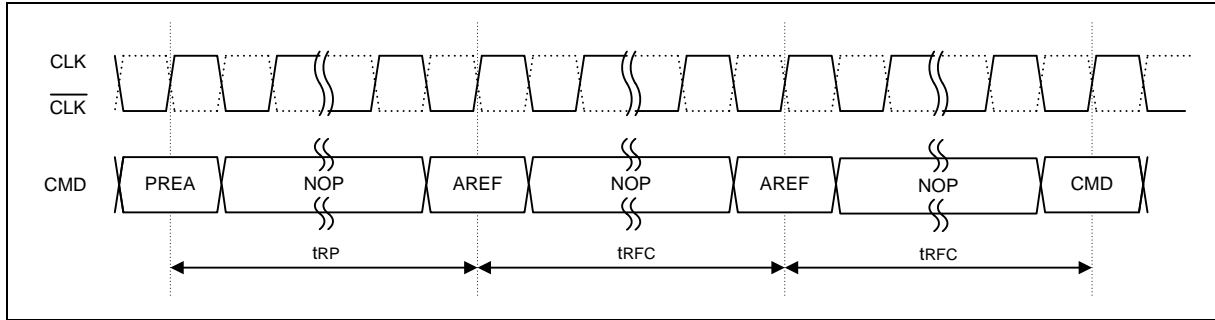 CLK
CLK
CMD
PREA NOP AREF NOP AREF NOP CMD
tRP tRFC tRFC